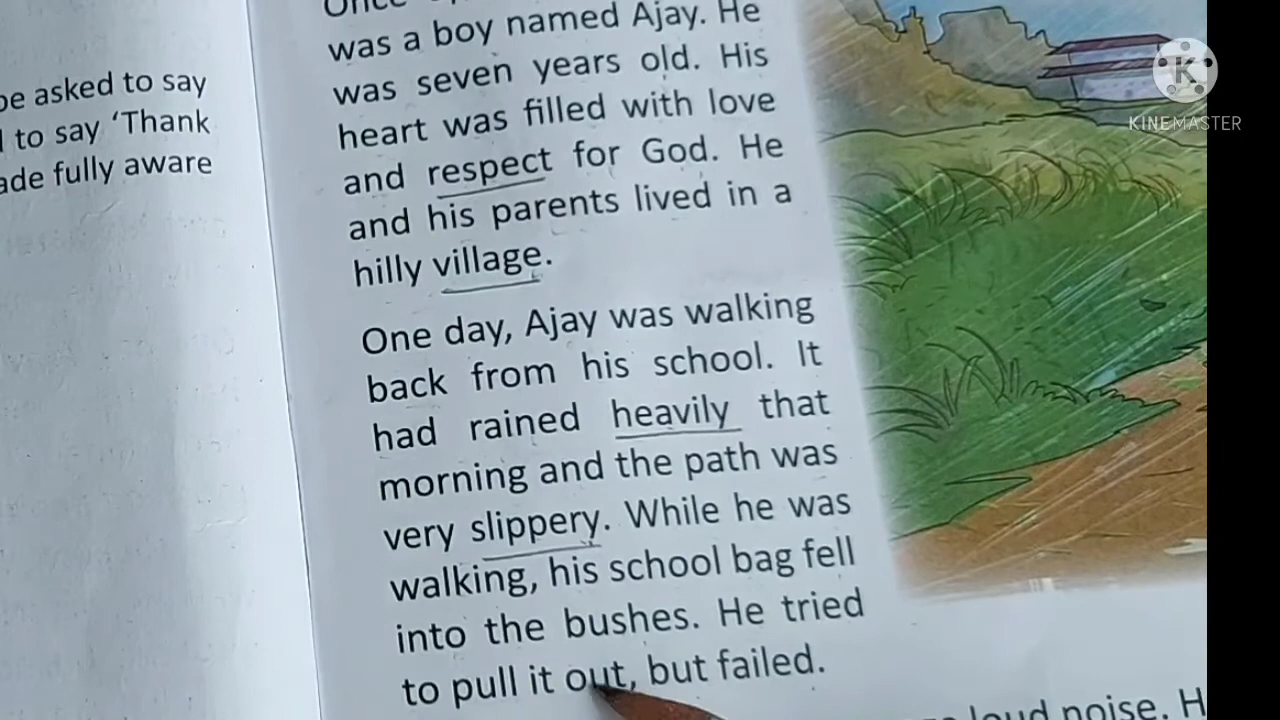 be asked to say
to say ‘Thank
fully aware
Once
was a boy named Ajay. He
was seven years old. His
heart was filled with love
and respect for God. He
and his parents lived in a
hilly village.
One day, Ajay was walking
back from his school. It
had rained heavily that
morning and the path was
very slippery. While he was
walking, his school bag fell
into the bushes. He tried
to pull it out, but failed.
loud noise. H
K
KINEMASTER